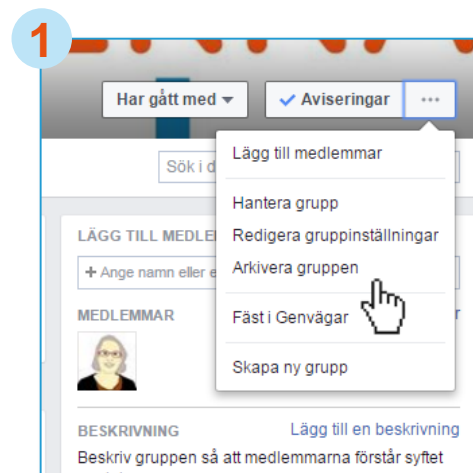 1
Har gått med
Aviseringar
Sök i d
Lägg till medlemmar
Hantera grupp
Redigera gruppinställningar
Arkivera gruppen
Fäst i Genvägar
Skapa ny grupp
LÄGG TILL MEDLE
+ Ange namn eller e
MEDLEMMAR
BESKRIVNING
Lägg till en beskrivning
Beskriv gruppen så att medlemmarna förstår syftet